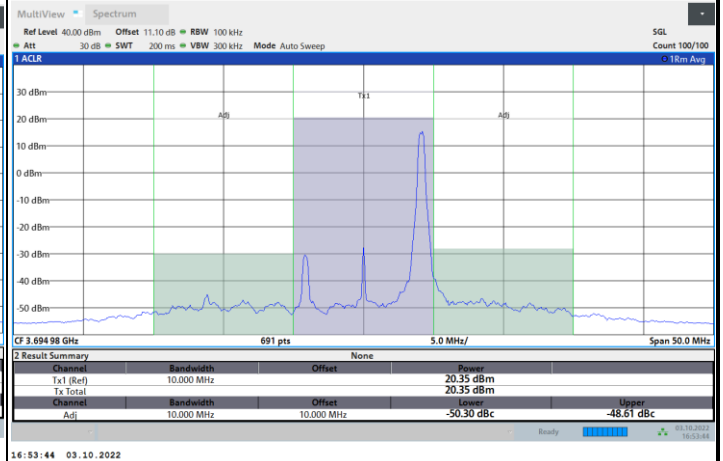 MultiView Spectrum
Ref Level 40.00 dBm Offset 11.10 dB RBW 100 kHz SGL
Att 30 dB SWT 200 ms VBW 300 kHz Mode Auto Sweep Count 100/100
1 ACLR 1Rm Avg
Tx1
Adj Adj
30 dBm
20 dBm
10 dBm
0 dBm
-10 dBm
-20 dBm
-30 dBm
-40 dBm
-50 dBm
CF 3.694 98 GHz 691 pts 5.0 MHz/ Span 50.0 MHz
2 Result Summary None
Channel Bandwidth Offset Power
Tx1 (Ref) 10.000 MHz 20.35 dBm
Tx Total 20.35 dBm
Channel Bandwidth Offset Lower Upper
Adj 10.000 MHz 10.000 MHz -50.30 dBc -48.61 dBc
Ready 03.10.2022
16:53:44
16:53:44 03.10.2022